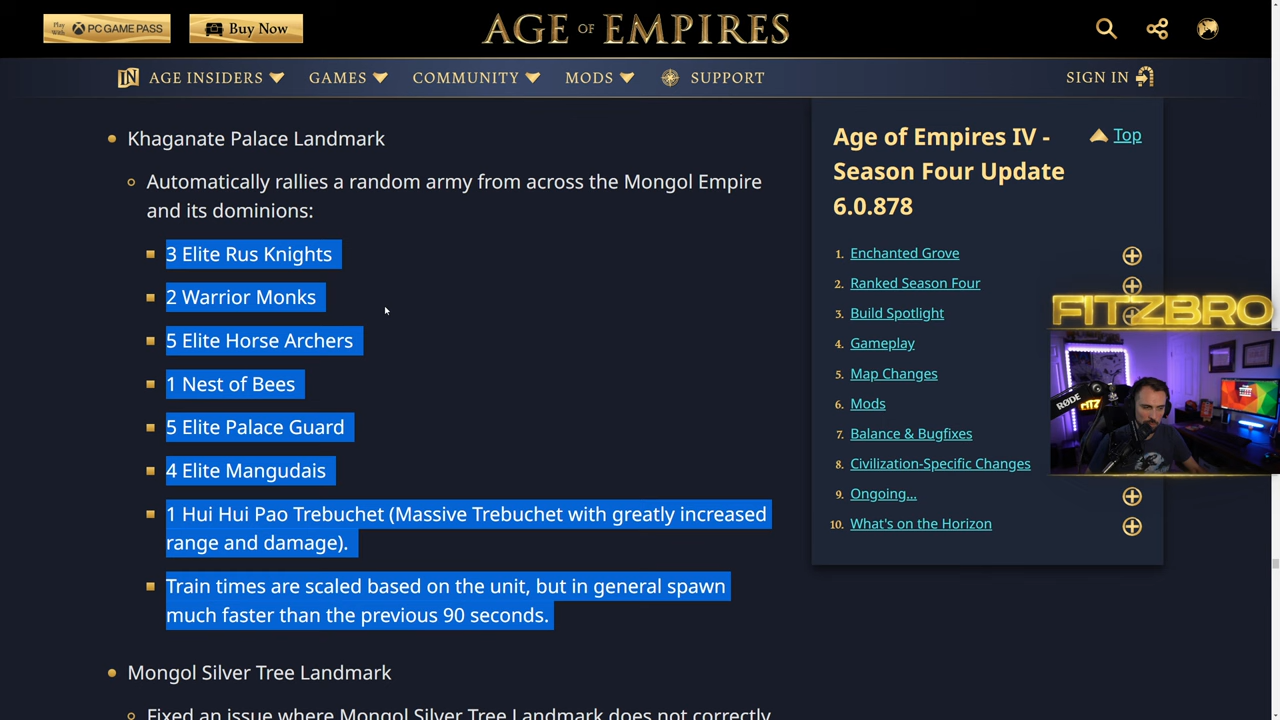 Play With PC GAME PASS
Buy Now
AGE OF EMPIRES
IN AGE INSIDERS
GAMES
COMMUNITY
MODS
SUPPORT
SIGN IN
Khaganate Palace Landmark
Automatically rallies a random army from across the Mongol Empire
and its dominions:
3 Elite Rus Knights
2 Warrior Monks
5 Elite Horse Archers
1 Nest of Bees
5 Elite Palace Guard
4 Elite Mangudais
1 Hui Hui Pao Trebuchet (Massive Trebuchet with greatly increased
range and damage).
Train times are scaled based on the unit, but in general spawn
much faster than the previous 90 seconds.
Mongol Silver Tree Landmark
Fixed an issue where Mongol Silver Tree Landmark does not correctly
Age of Empires IV -
Season Four Update
6.0.878
Top
1. Enchanted Grove
2. Ranked Season Four
3. Build Spotlight
4. Gameplay
5. Map Changes
6. Mods
7. Balance & Bugfixes
8. Civilization-Specific Changes
9. Ongoing...
10. What's on the Horizon
FITZBRO
RØDE